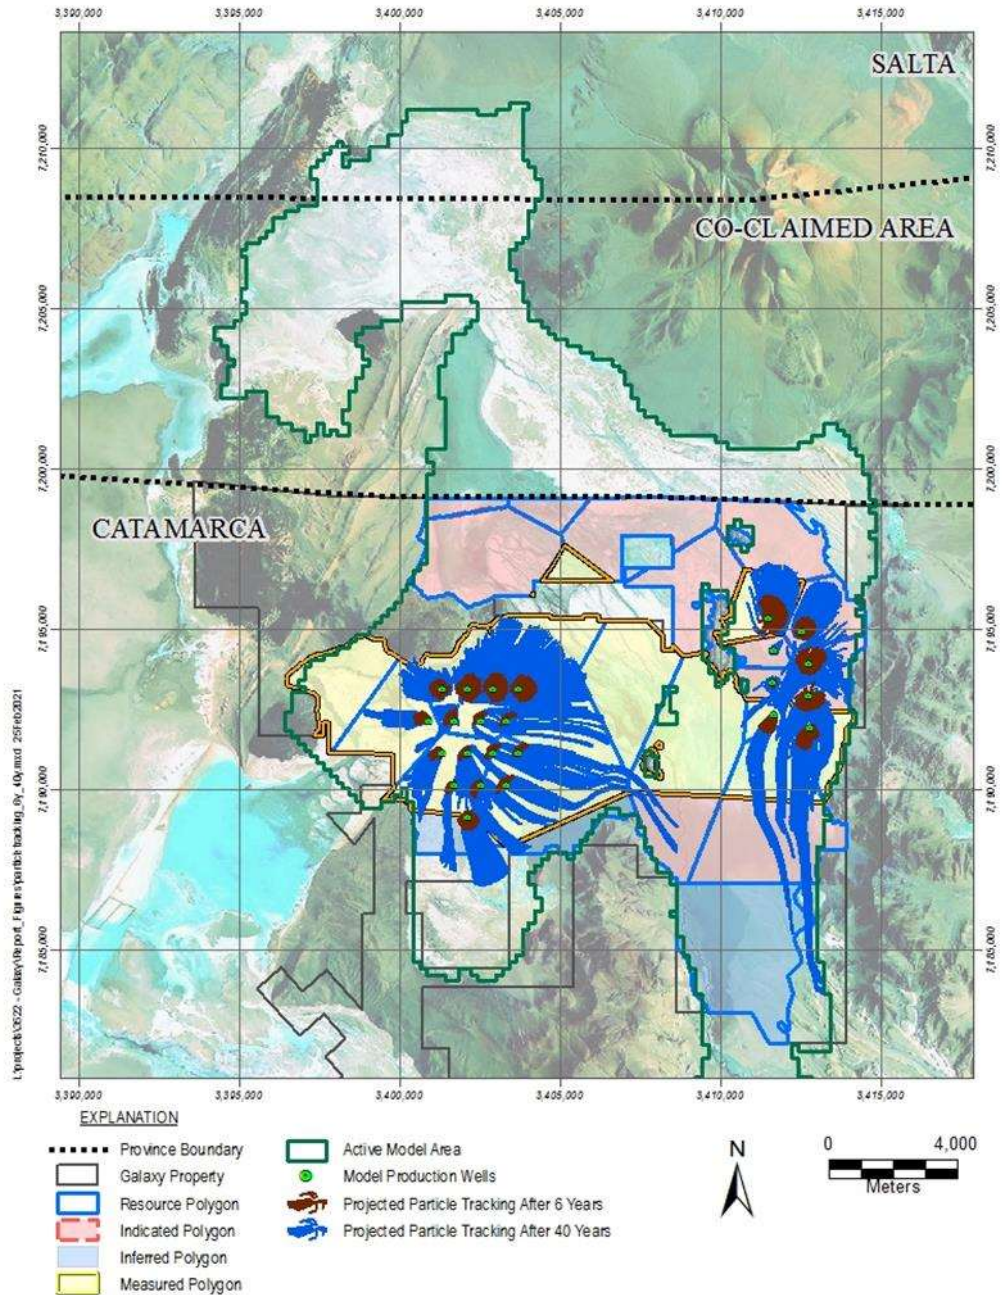 3,390,000 3,395,000 3,400,000 3,405,000 3,410,000 3,415,000
SALTA
7,210,000 7,210,000
CO-CLAIMED AREA
7,205,000 7,205,000
7,200,000 7,200,000
CATAMARCA
7,195,000 7,195,000
7,190,000 7,190,000
7,185,000 7,185,000
3,390,000 3,395,000 3,400,000 3,405,000 3,410,000 3,415,000
EXPLANATION
Province Boundary
Galaxy Property
Resource Polygon
Indicated Polygon
Inferred Polygon
Measured Polygon
Active Model Area
Model Production Wells
Projected Particle Tracking After 6 Years
Projected Particle Tracking After 40 Years
N
0 4,000
Meters